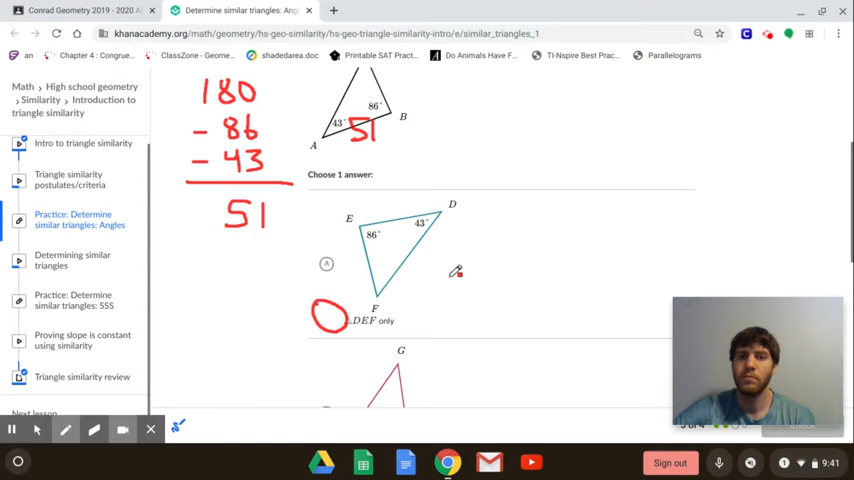 Conrad Geometry 2019 - 2020 Al
Determine similar triangles: Angl
khanacademy.org/math/geometry/hs-geo-similarity/hs-geo-triangle-similarity-intro/e/similar_triangles_1
an
Chapter 4 : Congrue...
ClassZone - Geome...
shadedarea.doc
Printable SAT Pract...
Do Animals Have F...
TI-Nspire Best Prac...
Parallelograms
Math > High school geometry
> Similarity > Introduction to
triangle similarity
Intro to triangle similarity
Triangle similarity
postulates/criteria
Practice: Determine
similar triangles: Angles
Determining similar
triangles
Practice: Determine
similar triangles: SSS
Proving slope is constant
using similarity
Triangle similarity review
Next lesson
180
- 86
- 43
51
86°
B
43°
51
A
Choose 1 answer:
D
E
43°
86°
A
F
△DEF only
G
Sign out
1
9:41